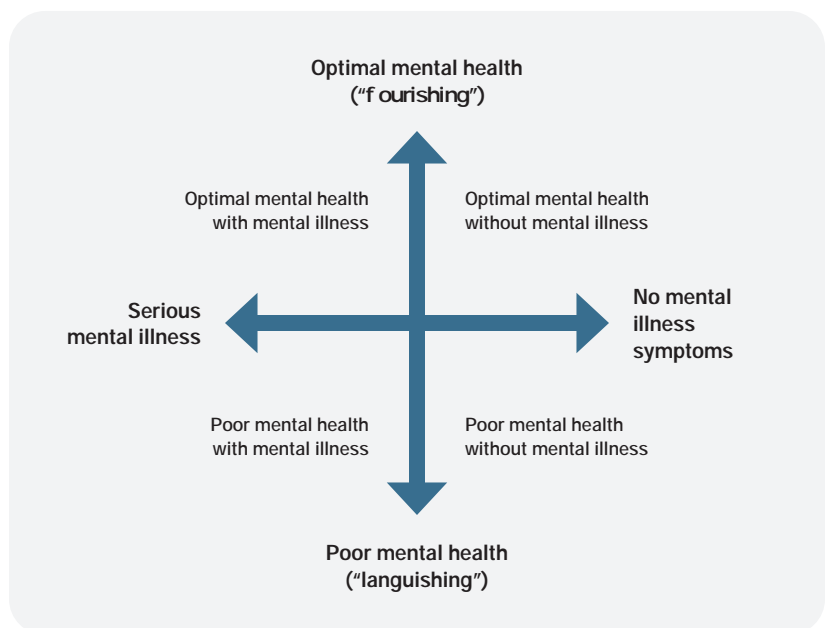 Optimal mental health
(“f ourishing”)
Optimal mental health
with mental illness
Optimal mental health
without mental illness
Serious
mental illness
No mental
illness
symptoms
Poor mental health
with mental illness
Poor mental health
without mental illness
Poor mental health
(“languishing”)